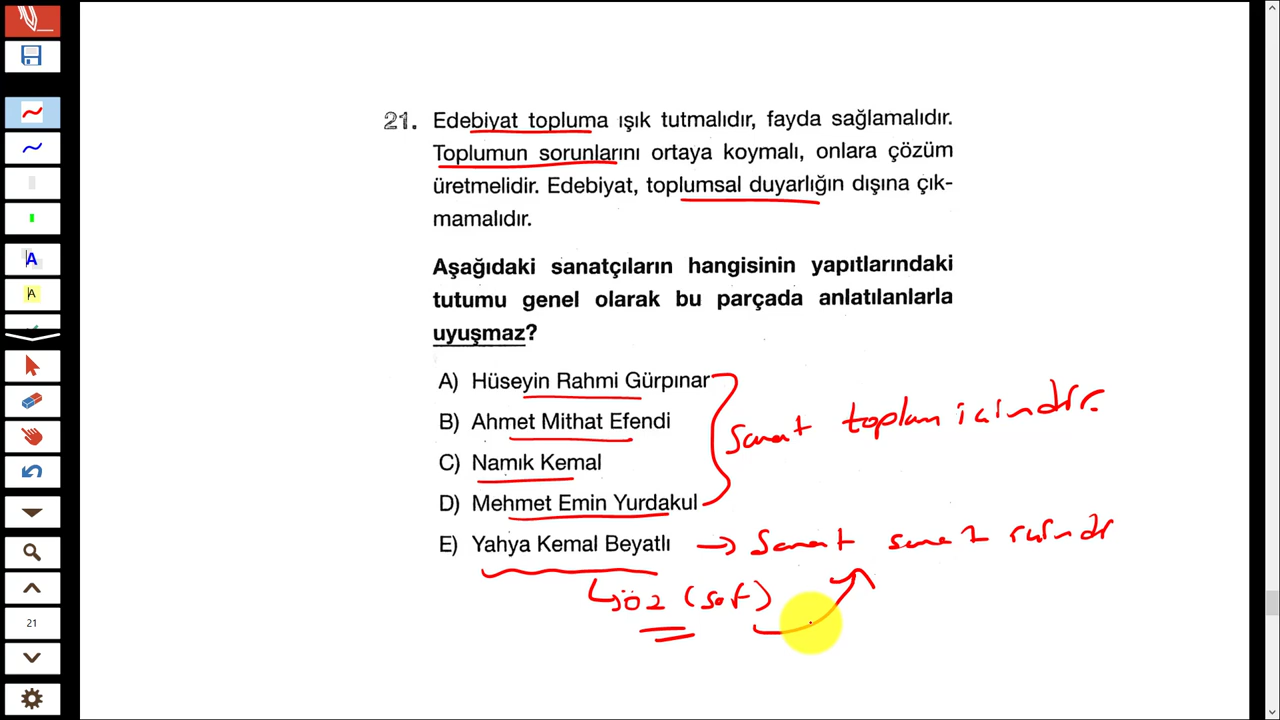 21. Edebiyat topluma ışık tutmalıdır, fayda sağlamalıdır.
Toplumun sorunlarını ortaya koymalı, onlara çözüm
üretmelidir. Edebiyat, toplumsal duyarlığın dışına çık-
mamalıdır.
Aşağıdaki sanatçıların hangisinin yapıtlarındaki
tutumu genel olarak bu parçada anlatılanlarla
uyuşmaz?
A) Hüseyin Rahmi Gürpınar
B) Ahmet Mithat Efendi
C) Namık Kemal
D) Mehmet Emin Yurdakul
Sanat toplum içindir.
E) Yahya Kemal Beyatlı → Sanat sanat içindir
öz (saf)
A
A
21